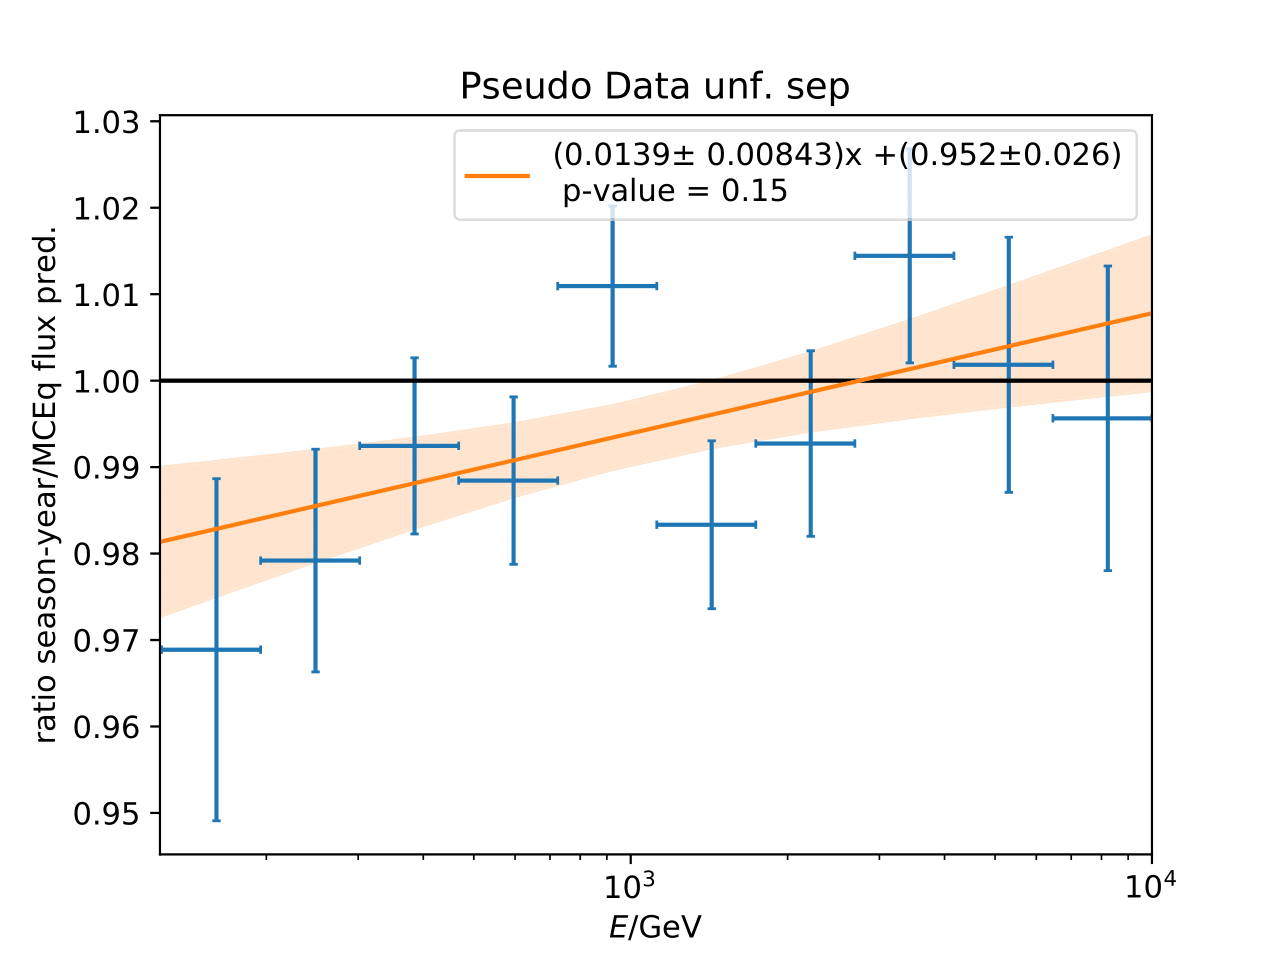 Pseudo Data unf. sep
1.03
1.02
1.01
1.00
0.99
0.98
0.97
0.96
0.95
ratio season-year/MCEq flux pred.
(0.0139± 0.00843)x +(0.952±0.026)
p-value = 0.15
10³
10⁴
E/GeV